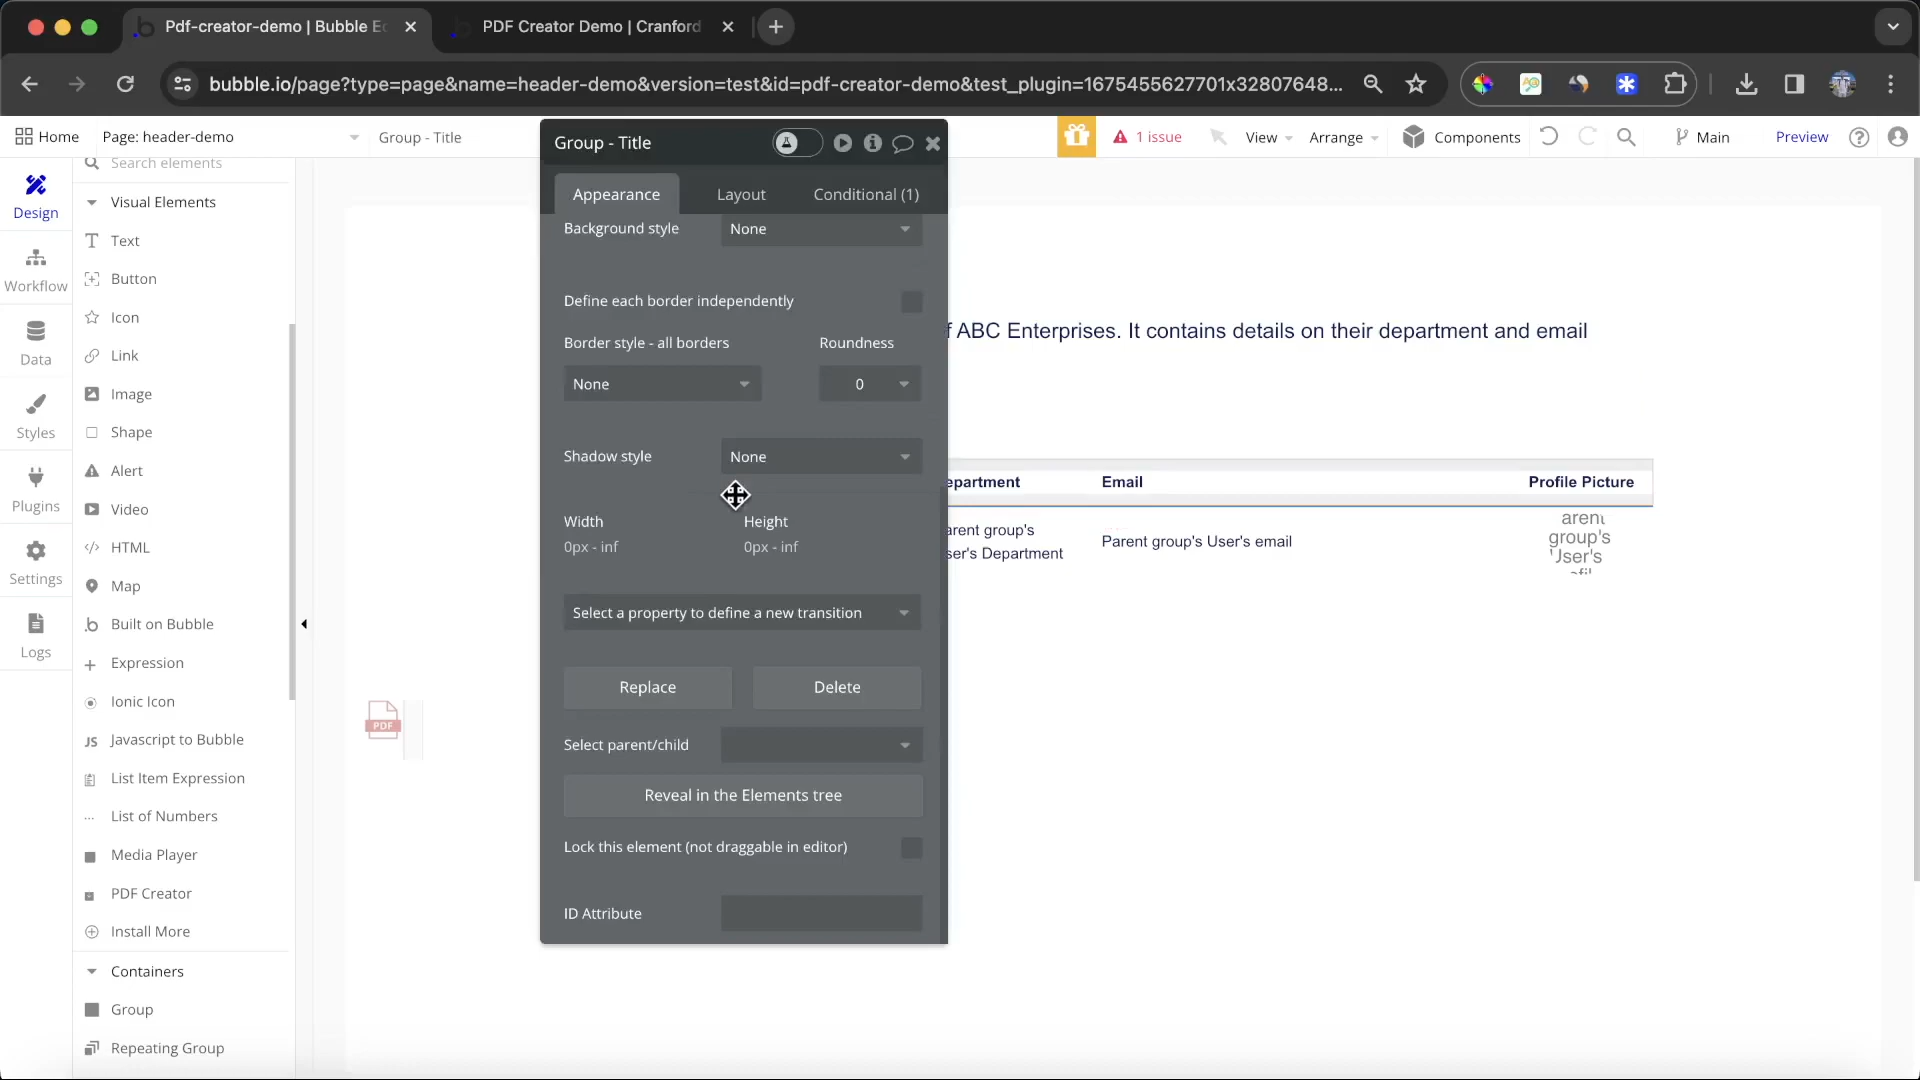 Pdf-creator-demo | Bubble Ed
PDF Creator Demo | Cranford
bubble.io/page?type=page&name=header-demo&version=test&id=pdf-creator-demo&test_plugin=1675455627701x32807648...
Home
Page: header-demo
Group - Title
Group - Title
1 issue
View
Arrange
Components
Main
Preview
Search elements
Design
Workflow
Data
Styles
Plugins
Settings
Logs
Visual Elements
Text
Button
Icon
Link
Image
Shape
Alert
Video
HTML
Map
Built on Bubble
Expression
Ionic Icon
JS Javascript to Bubble
List Item Expression
List of Numbers
Media Player
PDF Creator
Install More
Containers
Group
Repeating Group
PDF
Appearance
Layout
Conditional (1)
Background style
None
Define each border independently
Border style - all borders
Roundness
None
0
Shadow style
None
Width
Height
0px - inf
0px - inf
Select a property to define a new transition
Replace
Delete
Select parent/child
Reveal in the Elements tree
Lock this element (not draggable in editor)
ID Attribute
f ABC Enterprises. It contains details on their department and email
epartment
Email
Profile Picture
arent group's
ser's Department
Parent group's User's email
arent
group's
User's